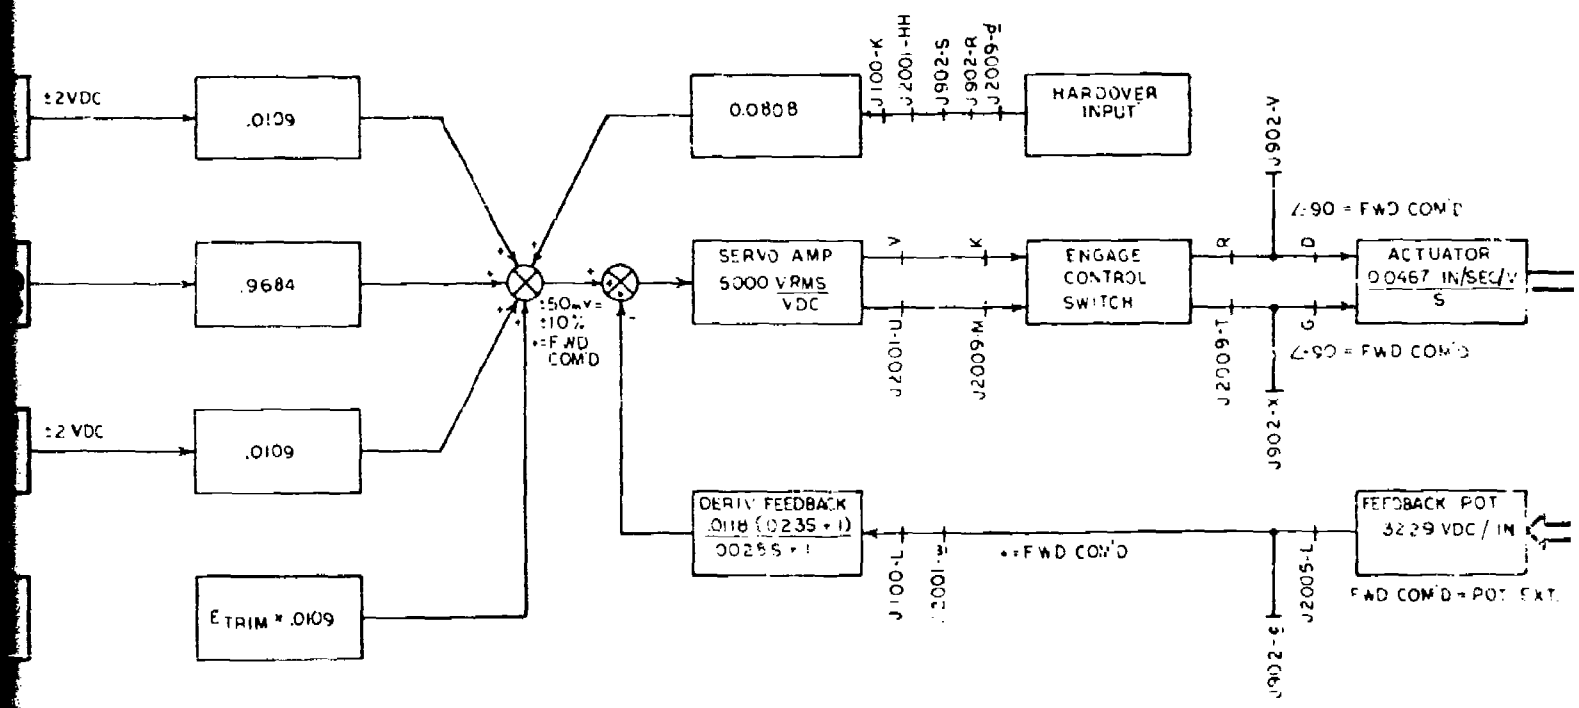 ±2VDC
.0109
0.0808
J100-K
J2001-HH
J902-S
J902-R
J2009-d
HARDOVER
INPUT
J902-V
∠-90 = FWD COM'D
.9684
+
+
+
+
+
±50mv=
±10%
+=FWD
COM'D
+
+
+
-
SERVO AMP
5000 VRMS
VDC
V
K
J2001-U
J2009-M
ENGAGE
CONTROL
SWITCH
R
D
J2009-T
G
ACTUATOR
0.0467 IN/SEC/V
S
∠-90 = FWD COM'D
J902-X
±2 VDC
.0109
DERIV FEEDBACK
.0118 (.023S + 1)
.0025S + 1
J100-L
+=FWD COM'D
J2005-L
J902-c
FEEDBACK POT
3.229 VDC / IN
FWD COM'D = POT EXT.
E TRIM * .0109